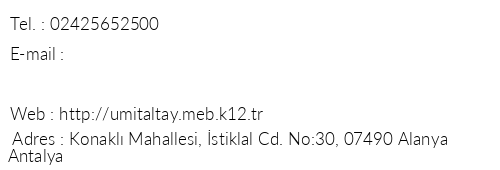 Tel. : 02425652500
E-mail :
Web : http://umitaltay.meb.k12.tr
Adres : Konaklı Mahallesi, İstiklal Cd. No:30, 07490 Alanya
Antalya